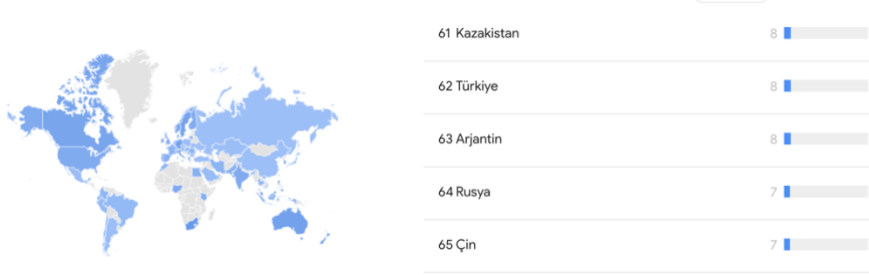 61 Kazakistan 8
62 Türkiye 8
63 Arjantin 8
64 Rusya 7
65 Çin 7